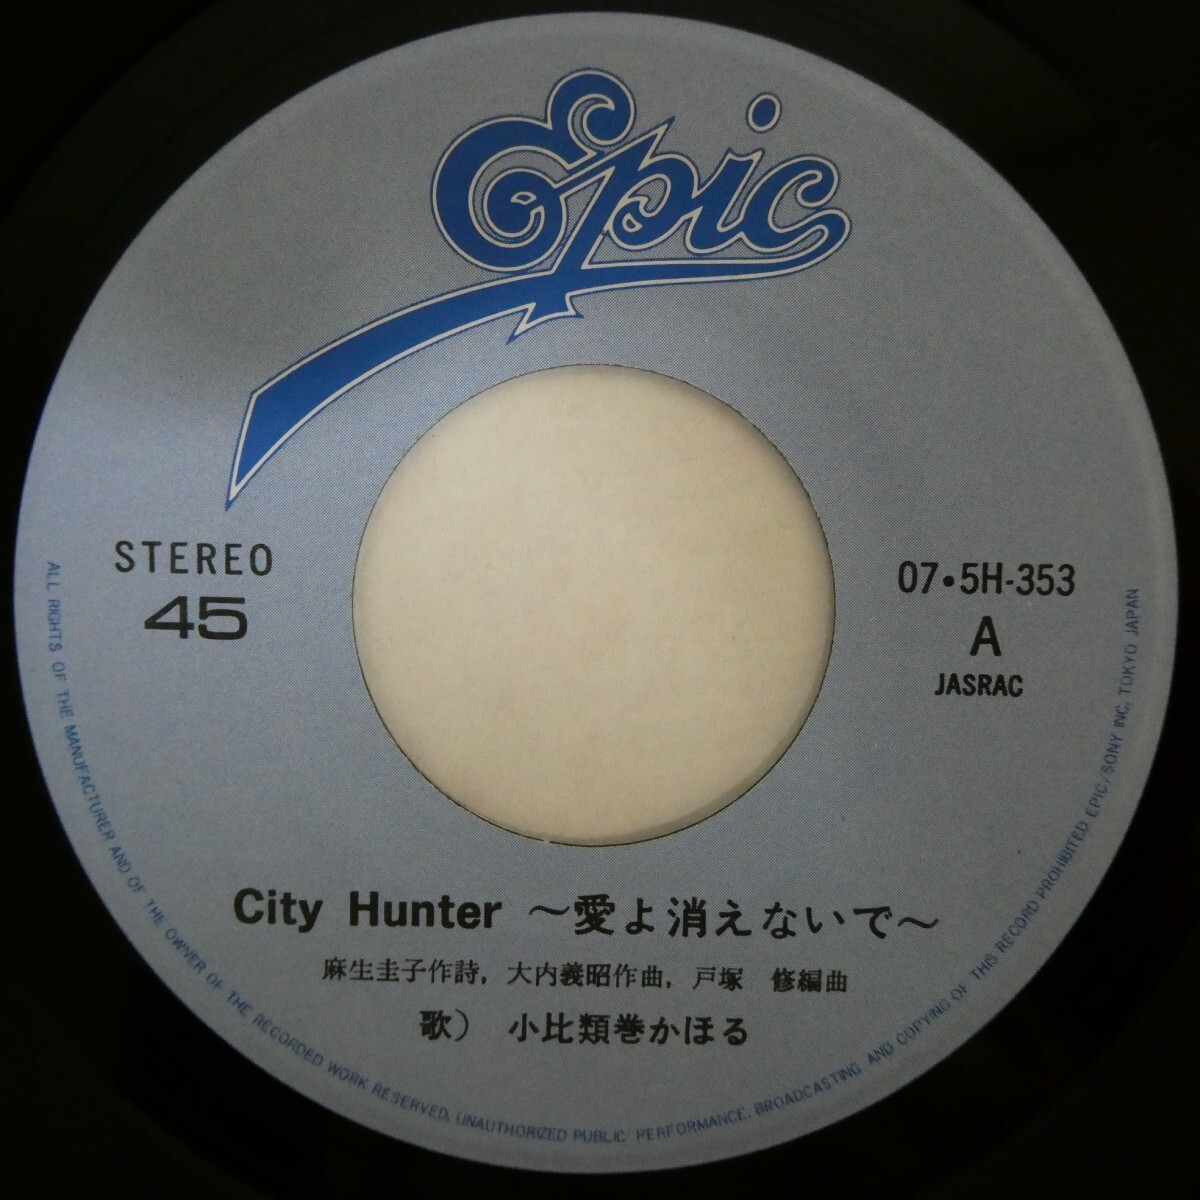 Epic
STEREO
45
07•5H-353
A
JASRAC
City Hunter ～愛よ消えないで～
麻生圭子作詩, 大内義昭作曲, 戸塚　修編曲
歌） 小比類巻かほる
ALL RIGHTS OF THE MANUFACTURER AND OF THE OWNER OF THE RECORDED WORK RESERVED. UNAUTHORIZED PUBLIC PERFORMANCE. BROADCASTING AND COPYING OF THIS RECORD PROHIBITED EPIC/SONY INC. TOKYO JAPAN